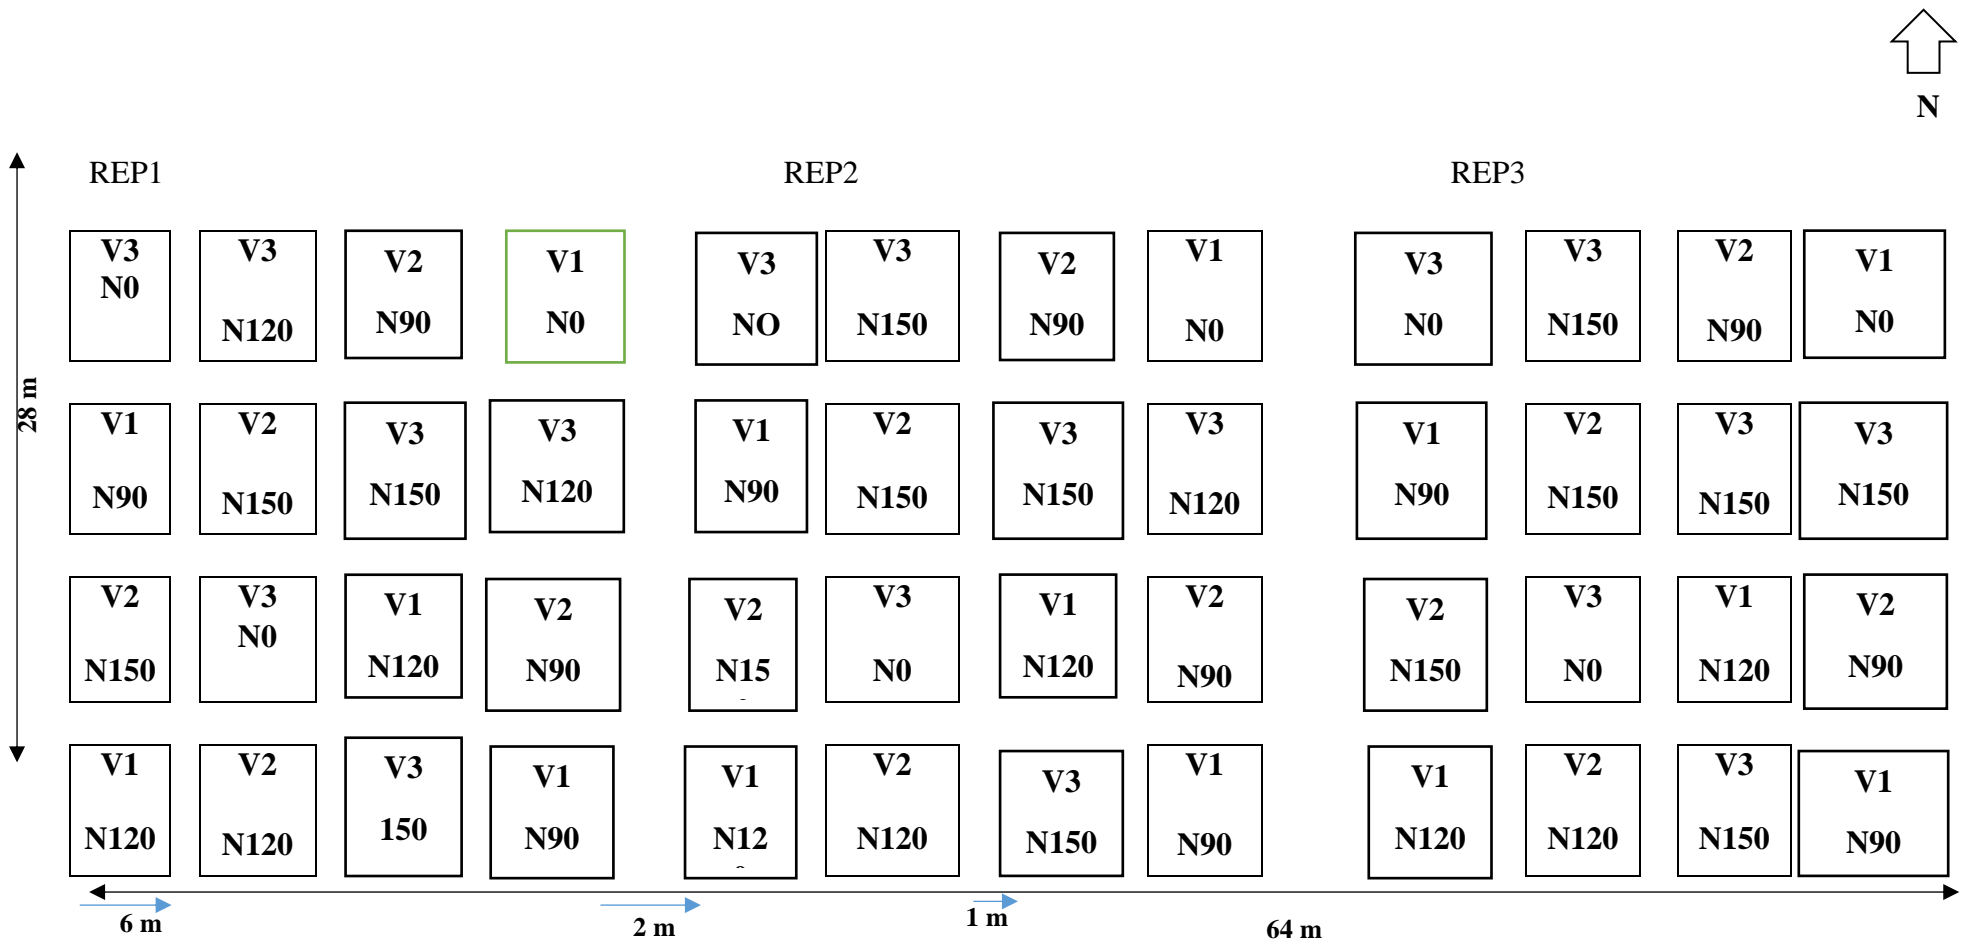 N
REP1 REP2 REP3
V3 V3 V2 V1 V3 V3 V2 V1 V3 V3 V2 V1
N0 N120 N90 N0 NO N150 N90 N0 N0 N150 N90 N0
28 m
V1 V2 V3 V3 V1 V2 V3 V3 V1 V2 V3 V3
N90 N150 N150 N120 N90 N150 N150 N120 N90 N150 N150 N150
V2 V3 V1 V2 V2 V3 V1 V2 V2 V3 V1 V2
N150 N0 N120 N90 N15 N0 N120 N90 N150 N0 N120 N90
V1 V2 V3 V1 V1 V2 V3 V1 V1 V2 V3 V1
N120 N120 150 N90 N12 N120 N150 N90 N120 N120 N150 N90
6 m 2 m 1 m 64 m